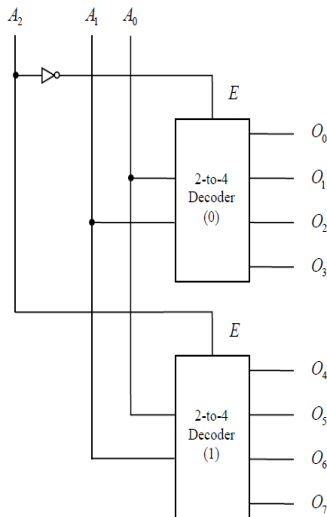 A₂ A₁ A₀
E
O₀
2-to-4
Decoder
(0)
O₁
O₂
O₃
E
O₄
2-to-4
Decoder
(1)
O₅
O₆
O₇